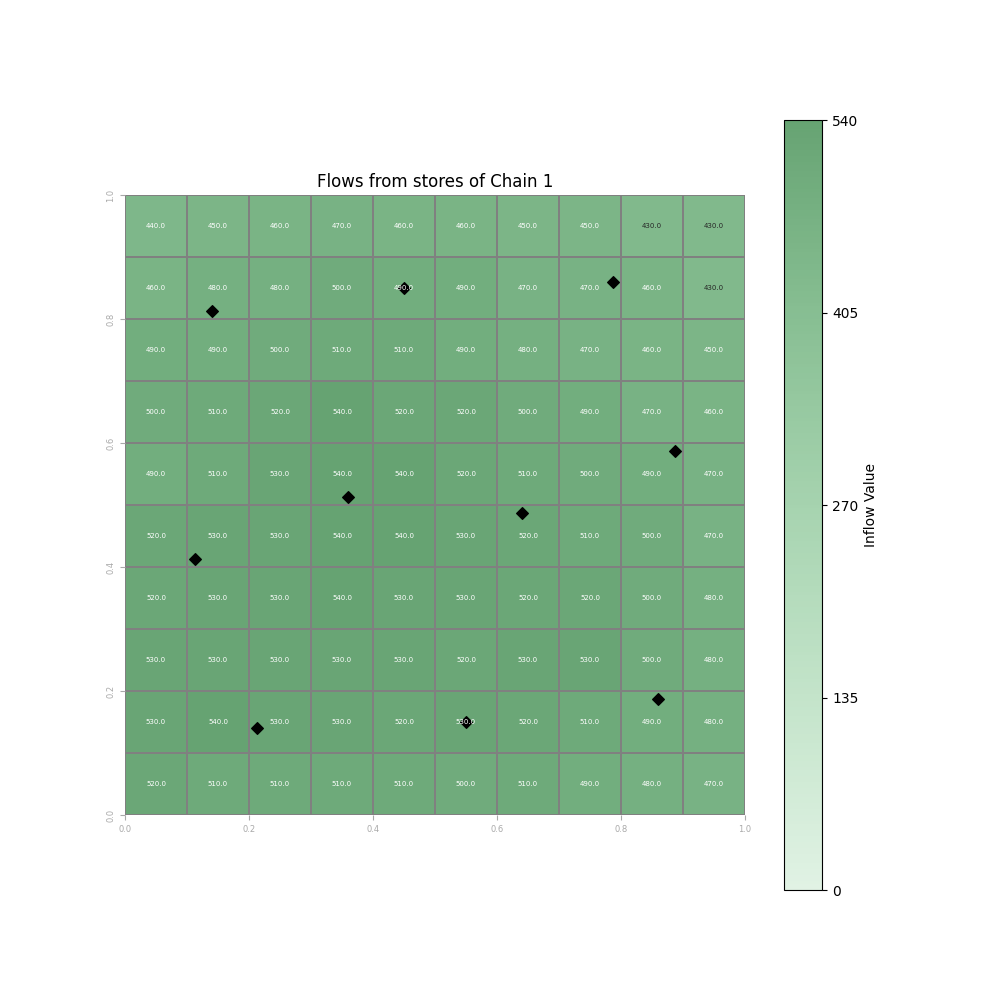 Flows from stores of Chain 1
540
405
270
135
0
Inflow Value
1.0
0.8
0.6
0.4
0.2
0.0
440.0 450.0 460.0 470.0 460.0 460.0 450.0 450.0 430.0 430.0
460.0 480.0 480.0 500.0 490.0 490.0 470.0 470.0 460.0 430.0
490.0 490.0 500.0 510.0 510.0 490.0 480.0 470.0 460.0 450.0
500.0 510.0 520.0 540.0 520.0 520.0 500.0 490.0 470.0 460.0
490.0 510.0 530.0 540.0 540.0 520.0 510.0 500.0 490.0 470.0
520.0 530.0 530.0 540.0 540.0 530.0 520.0 510.0 500.0 470.0
520.0 530.0 530.0 540.0 530.0 530.0 520.0 520.0 500.0 480.0
530.0 530.0 530.0 530.0 530.0 520.0 530.0 530.0 500.0 480.0
530.0 540.0 530.0 530.0 520.0 530.0 520.0 510.0 490.0 480.0
520.0 510.0 510.0 510.0 510.0 500.0 510.0 490.0 480.0 470.0
0.0 0.2 0.4 0.6 0.8 1.0